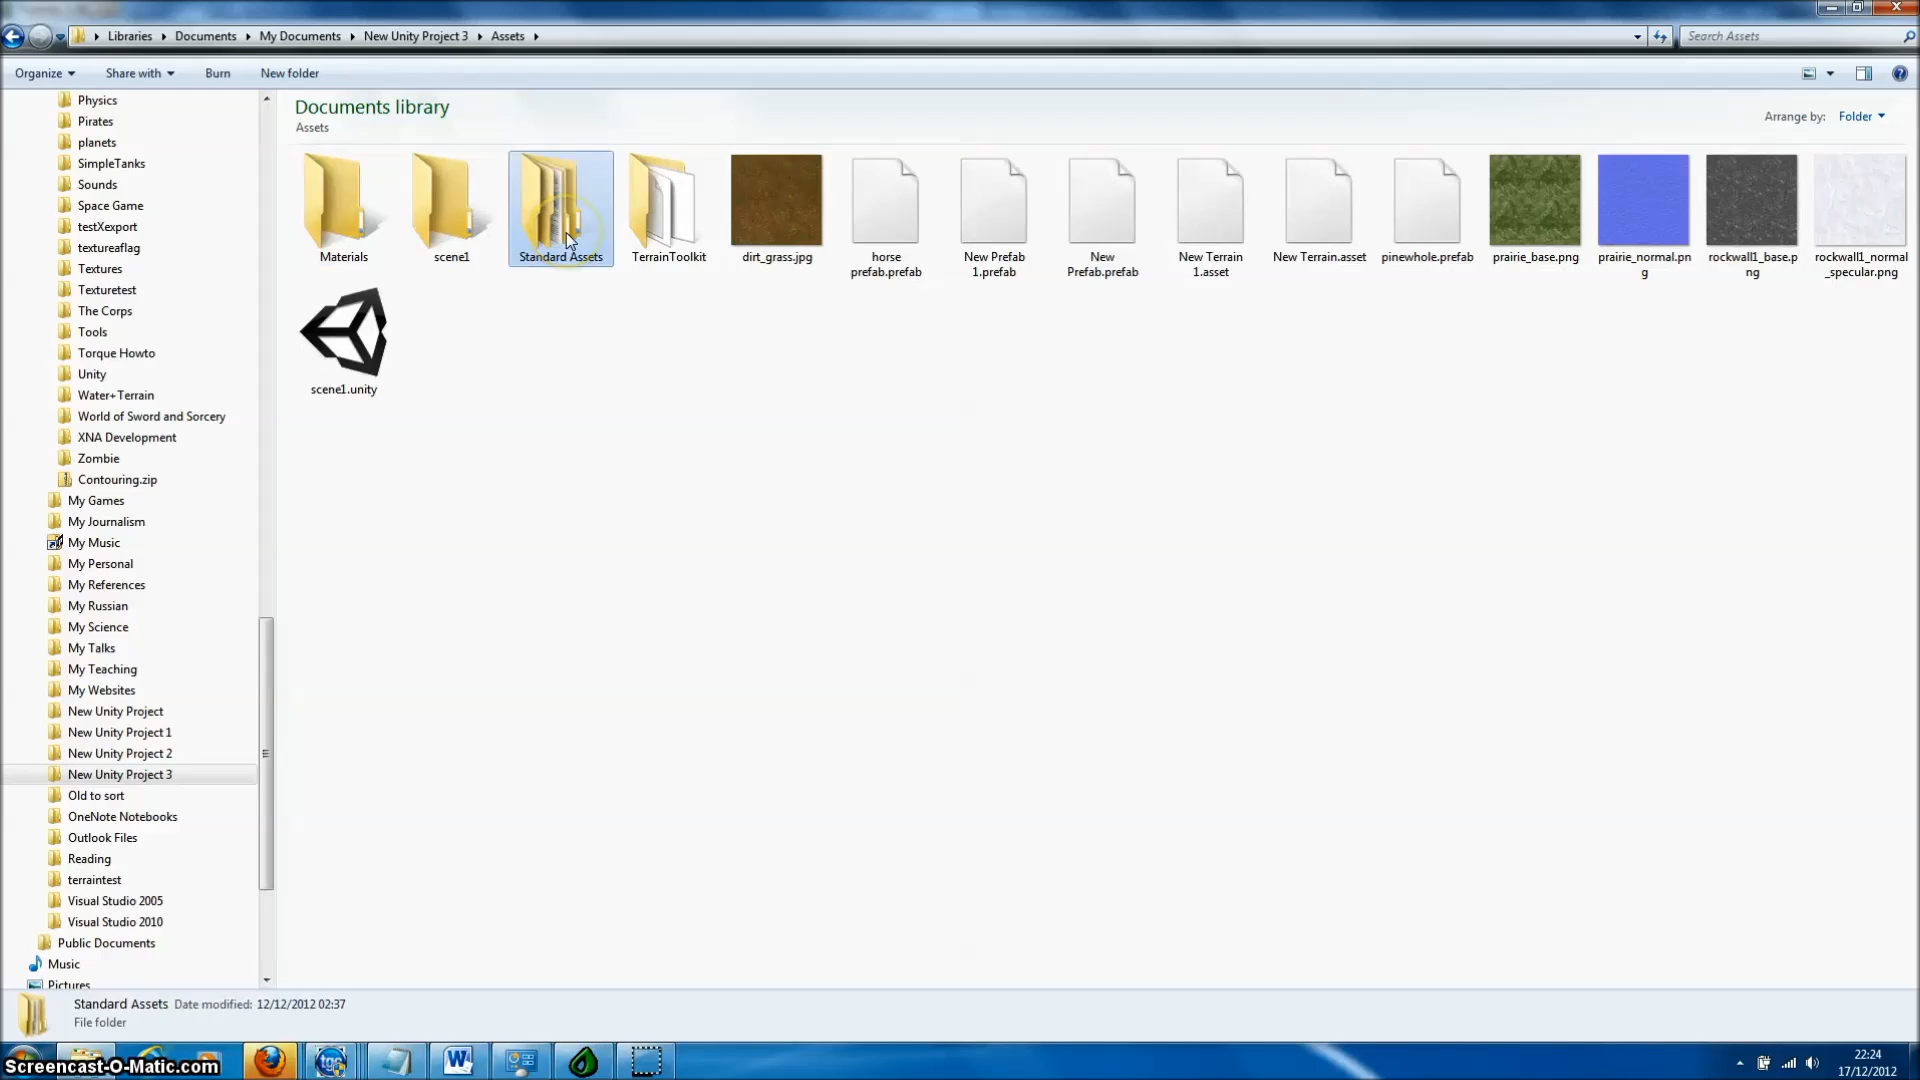 Libraries Documents My Documents New Unity Project 3 Assets
Search Assets
Organize Share with Burn New folder
Documents library
Assets
Arrange by: Folder
Physics
Pirates
planets
SimpleTanks
Sounds
Space Game
testXexport
textureaflag
Textures
Texturetest
The Corps
Tools
Torque Howto
Unity
Water+Terrain
World of Sword and Sorcery
XNA Development
Zombie
Contouring.zip
My Games
My Journalism
My Music
My Personal
My References
My Russian
My Science
My Talks
My Teaching
My Websites
New Unity Project
New Unity Project 1
New Unity Project 2
New Unity Project 3
Old to sort
OneNote Notebooks
Outlook Files
Reading
terraintest
Visual Studio 2005
Visual Studio 2010
Public Documents
Music
Pictures
Materials
scene1
Standard Assets
TerrainToolkit
dirt_grass.jpg
horse
prefab.prefab
New Prefab
1.prefab
New
Prefab.prefab
New Terrain
1.asset
New Terrain.asset
pinewhole.prefab
prairie_base.png
prairie_normal.pn
g
rockwall1_base.p
ng
rockwall1_normal
_specular.png
scene1.unity
Standard Assets Date modified: 12/12/2012 02:37
File folder
Screencast-O-Matic.com
tgc
W
22:24
17/12/2012